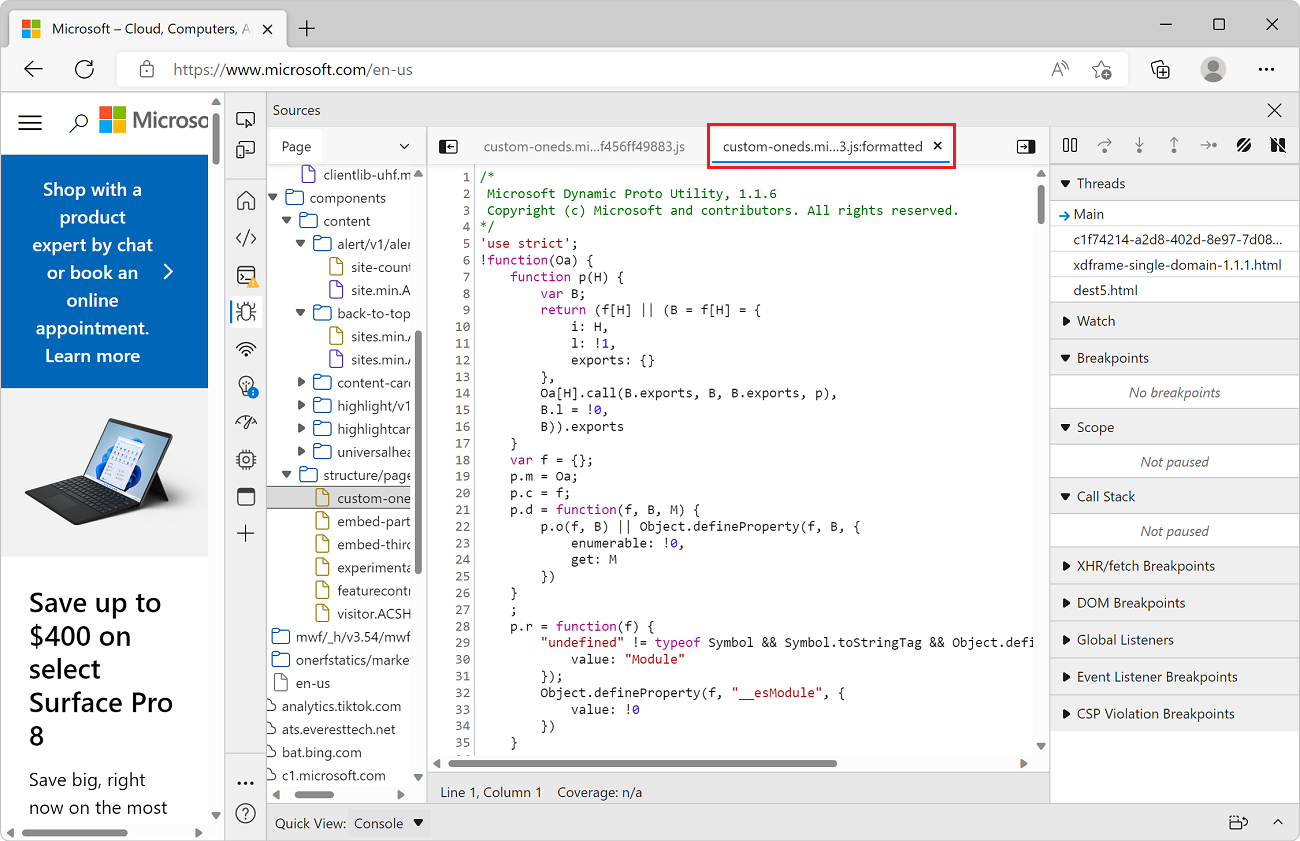 Microsoft – Cloud, Computers, A
https://www.microsoft.com/en-us
Microso
Shop with a
product
expert by chat
or book an
online
appointment.
Learn more
Save up to
$400 on
select
Surface Pro
8
Save big, right
now on the most
Sources
Page
clientlib-uhf.m
components
content
alert/v1/aler
site-count
site.min.A
back-to-top
sites.min.A
sites.min.A
content-card
highlight/v1
highlightcar
universalhea
structure/page
custom-one
embed-part
embed-third
experimenta
featurecontr
visitor.ACSH
mwf/_h/v3.54/mwf
onerfstatics/marke
en-us
analytics.tiktok.com
ats.everesttech.net
bat.bing.com
c1.microsoft.com
custom-oneds.mi...f456ff49883.js
custom-oneds.mi...3.js:formatted
1 /*
2 Microsoft Dynamic Proto Utility, 1.1.6
3 Copyright (c) Microsoft and contributors. All rights reserved.
4 */
5 'use strict';
6 !function(Oa) {
7 function p(H) {
8 var B;
9 return (f[H] || (B = f[H] = {
10 i: H,
11 l: !1,
12 exports: {}
13 },
14 Oa[H].call(B.exports, B, B.exports, p),
15 B.l = !0,
16 B)).exports
17 }
18 var f = {};
19 p.m = Oa;
20 p.c = f;
21 p.d = function(f, B, M) {
22 p.o(f, B) || Object.defineProperty(f, B, {
23 enumerable: !0,
24 get: M
25 })
26 }
27 ;
28 p.r = function(f) {
29 "undefined" != typeof Symbol && Symbol.toStringTag && Object.defi
30 value: "Module"
31 });
32 Object.defineProperty(f, "__esModule", {
33 value: !0
34 })
35 }
Line 1, Column 1 Coverage: n/a
Threads
Main
c1f74214-a2d8-402d-8e97-7d08...
xdframe-single-domain-1.1.1.html
dest5.html
Watch
Breakpoints
No breakpoints
Scope
Not paused
Call Stack
Not paused
XHR/fetch Breakpoints
DOM Breakpoints
Global Listeners
Event Listener Breakpoints
CSP Violation Breakpoints
Quick View: Console